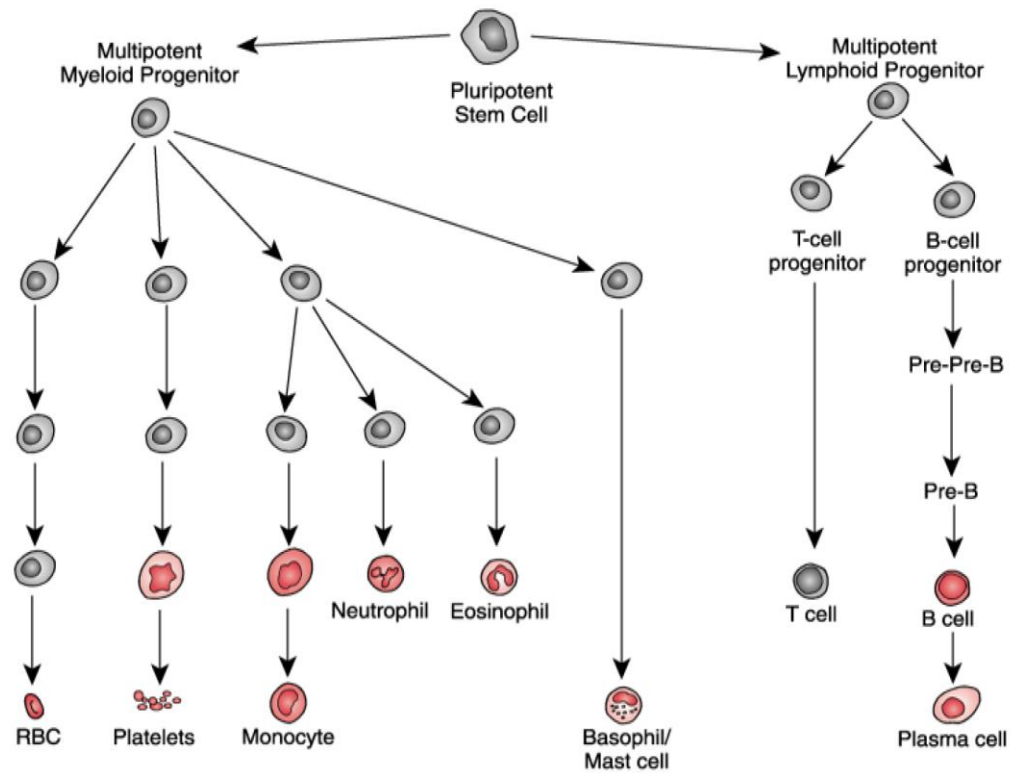 Multipotent
Myeloid Progenitor
Pluripotent
Stem Cell
Multipotent
Lymphoid Progenitor
T-cell
progenitor
B-cell
progenitor
Pre-Pre-B
Pre-B
Neutrophil
Eosinophil
T cell
B cell
RBC
Platelets
Monocyte
Basophil/
Mast cell
Plasma cell